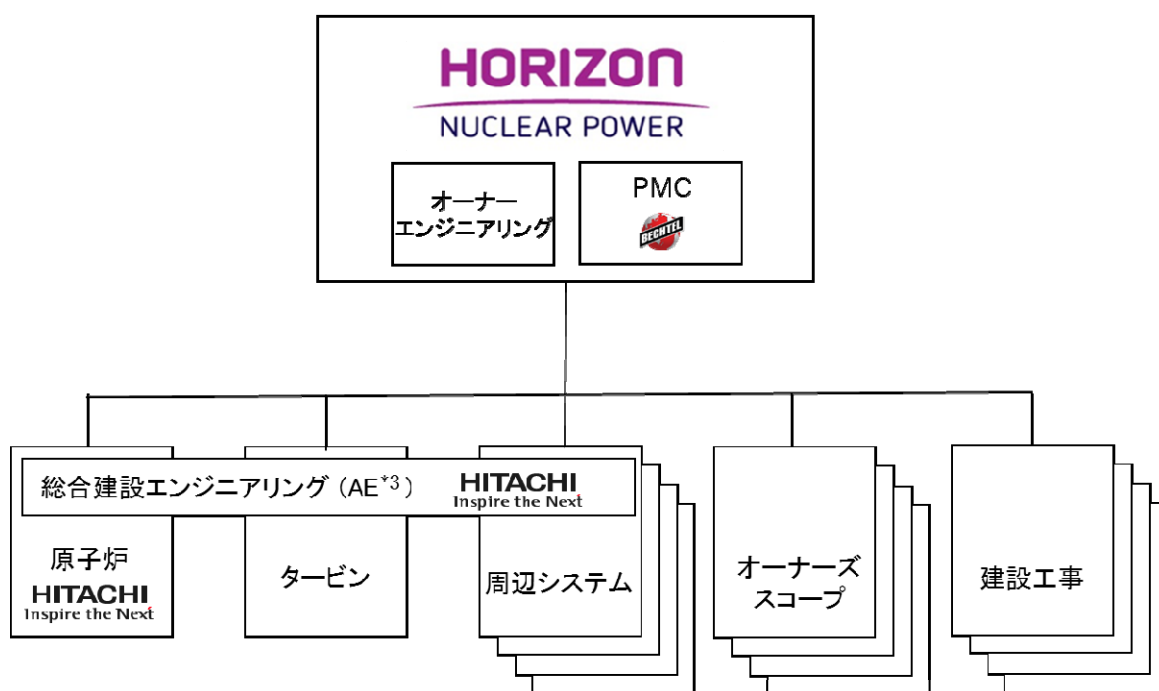 HORIZON
NUCLEAR POWER
オーナー
エンジニアリング
PMC
BECHTEL
総合建設エンジニアリング（AE*3）
HITACHI
Inspire the Next
原子炉
HITACHI
Inspire the Next
タービン
周辺システム
オーナーズ
スコープ
建設工事